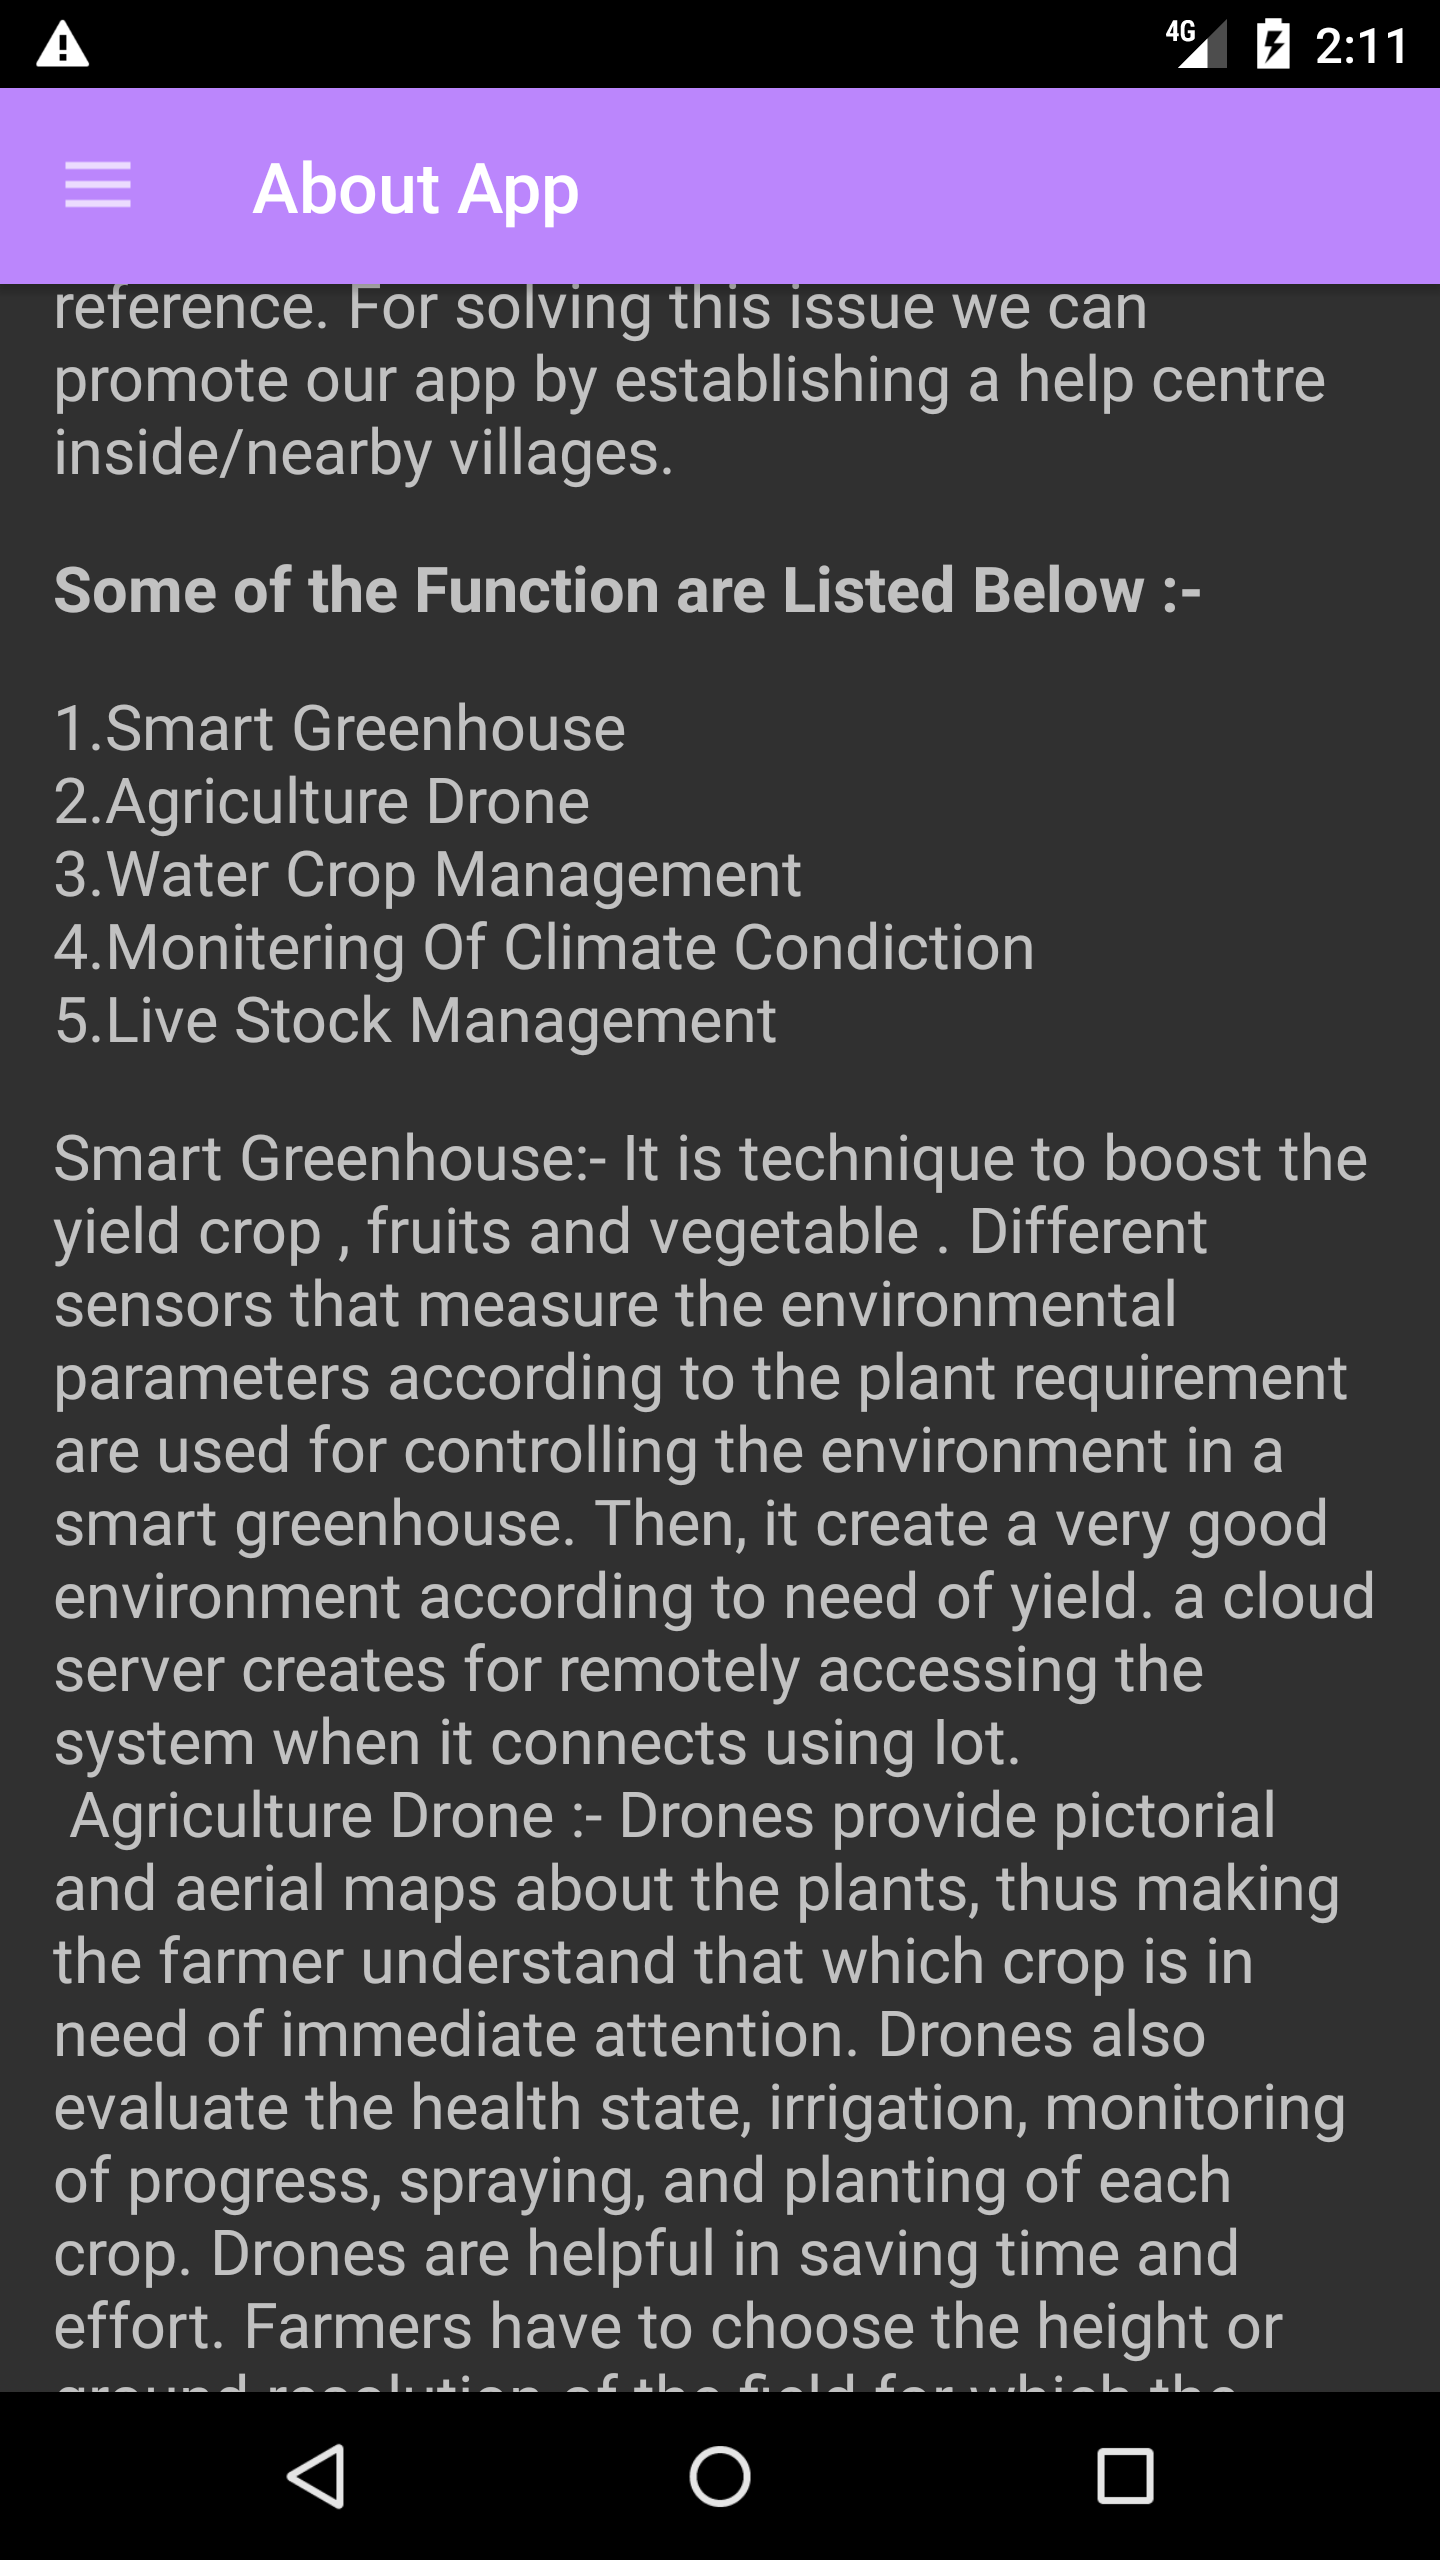 4G 2:11
About App
reference. For solving this issue we can
promote our app by establishing a help centre
inside/nearby villages.
Some of the Function are Listed Below :-
1.Smart Greenhouse
2.Agriculture Drone
3.Water Crop Management
4.Monitering Of Climate Condiction
5.Live Stock Management
Smart Greenhouse:- It is technique to boost the
yield crop , fruits and vegetable . Different
sensors that measure the environmental
parameters according to the plant requirement
are used for controlling the environment in a
smart greenhouse. Then, it create a very good
environment according to need of yield. a cloud
server creates for remotely accessing the
system when it connects using Iot.
Agriculture Drone :- Drones provide pictorial
and aerial maps about the plants, thus making
the farmer understand that which crop is in
need of immediate attention. Drones also
evaluate the health state, irrigation, monitoring
of progress, spraying, and planting of each
crop. Drones are helpful in saving time and
effort. Farmers have to choose the height or
ground resolution of the field for which the